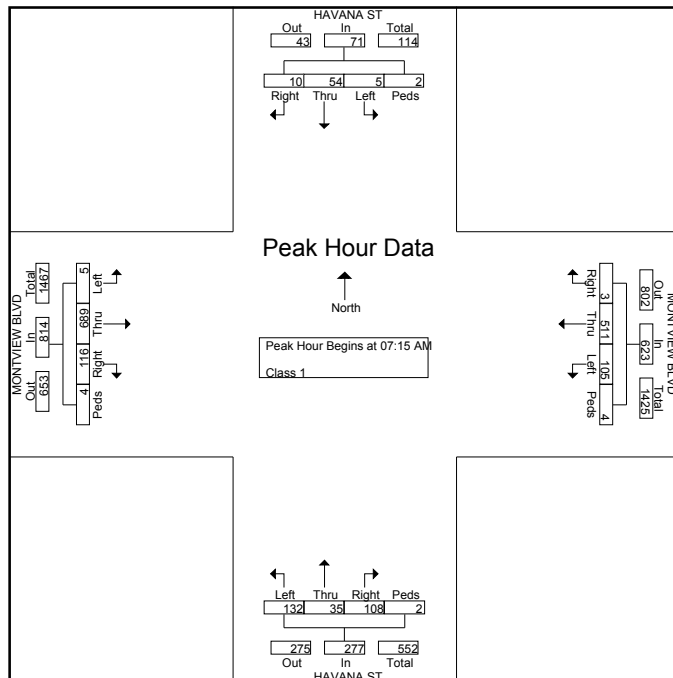 HAVANA ST
Out In Total
43 71 114
10 54 5 2
Right Thru Left Peds
Peak Hour Data
North
Peak Hour Begins at 07:15 AM
Class 1
MONTVIEW BLVD
Out In Total
653 814 1467
Peds Right Thru Left
4 116 689 5
MONTVIEW BLVD
Out In Total
802 623 1425
Right Thru Left Peds
3 511 105 4
Left Thru Right Peds
132 35 108 2
275 277 552
Out In Total
HAVANA ST